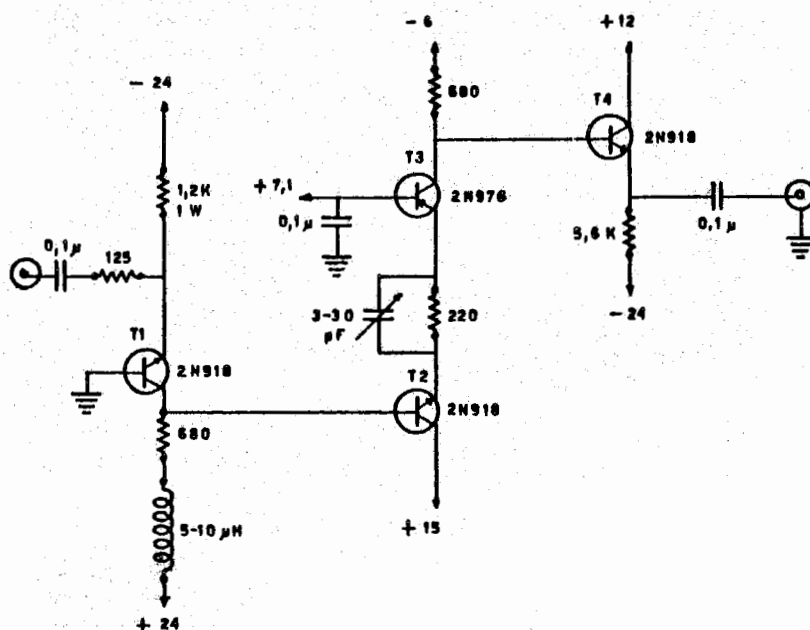 - 6
+ 12
- 24
680
T4
2N918
T3
1,2K
1 W
+ 7,1
2N976
0,1 µ
0,1 µ
125
5,6 K
0,1 µ
T1
3-30
pF
220
- 24
2N918
T2
2N918
680
5-10 µH
+ 15
+ 24